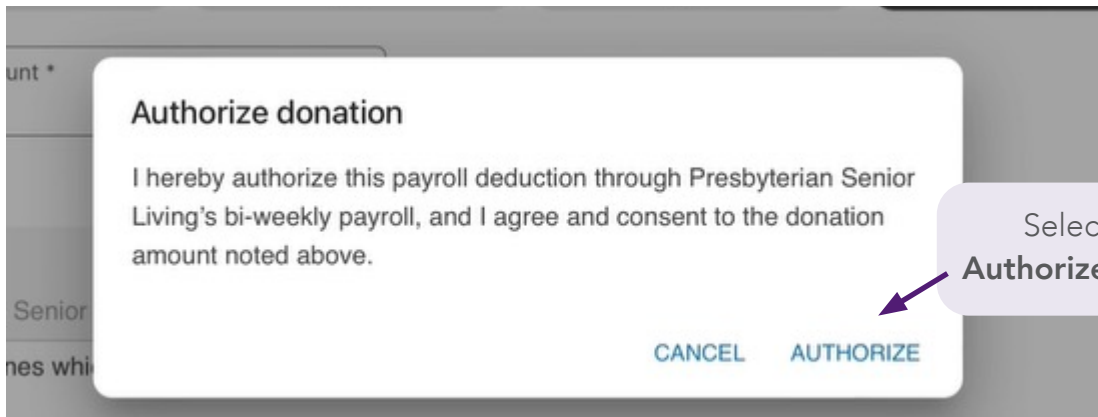 unt *
Authorize donation
I hereby authorize this payroll deduction through Presbyterian Senior
Living's bi-weekly payroll, and I agree and consent to the donation
amount noted above.
Selec
Authorize
Senior
nes whi
CANCEL
AUTHORIZE